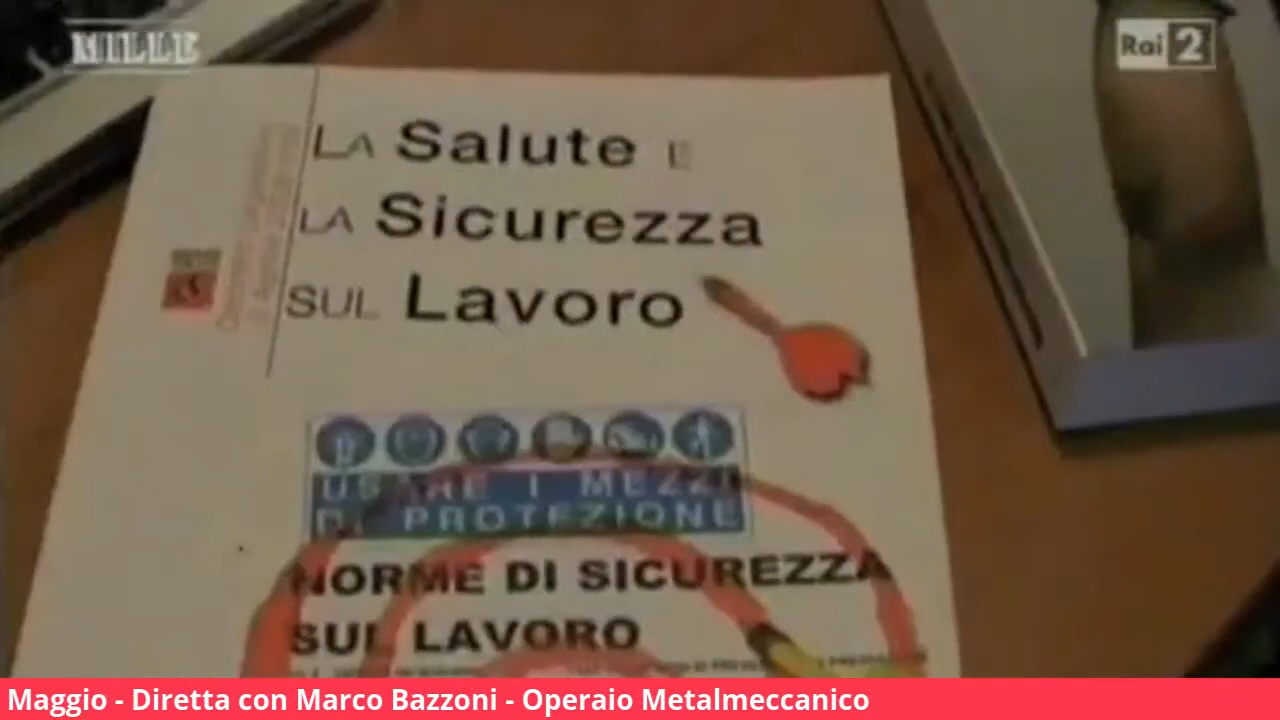 MILLE
Rai 2
LA Salute E
LA Sicurezza
SUL Lavoro
USARE I MEZZI
DI PROTEZIONE
NORME DI SICUREZZA
SUL LAVORO
Maggio - Diretta con Marco Bazzoni - Operaio Metalmeccanico